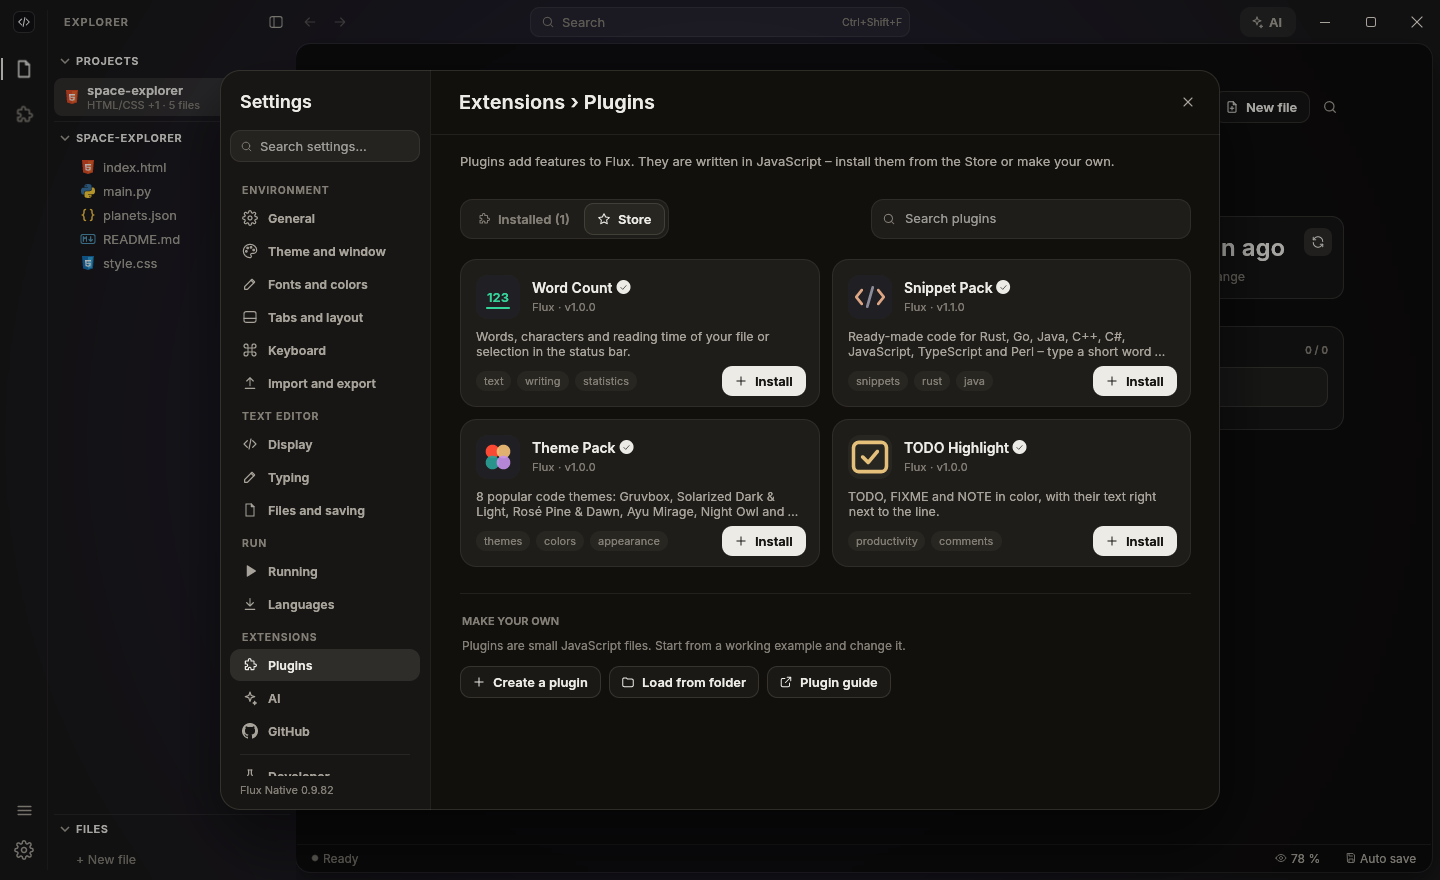 EXPLORER
Search
Ctrl+Shift+F
AI
PROJECTS
space-explorer
HTML/CSS +1 · 5 files
SPACE-EXPLORER
index.html
main.py
planets.json
README.md
style.css
FILES
+ New file
Settings
Search settings...
ENVIRONMENT
General
Theme and window
Fonts and colors
Tabs and layout
Keyboard
Import and export
TEXT EDITOR
Display
Typing
Files and saving
RUN
Running
Languages
EXTENSIONS
Plugins
AI
GitHub
Developer
Flux Native 0.9.82
Extensions › Plugins
Plugins add features to Flux. They are written in JavaScript – install them from the Store or make your own.
Installed (1)
Store
Search plugins
123
Word Count
Flux · v1.0.0
Words, characters and reading time of your file or
selection in the status bar.
text writing statistics
Install
Snippet Pack
Flux · v1.1.0
Ready-made code for Rust, Go, Java, C++, C#,
JavaScript, TypeScript and Perl – type a short word ...
snippets rust java
Install
Theme Pack
Flux · v1.0.0
8 popular code themes: Gruvbox, Solarized Dark &
Light, Rosé Pine & Dawn, Ayu Mirage, Night Owl and ...
themes colors appearance
Install
TODO Highlight
Flux · v1.0.0
TODO, FIXME and NOTE in color, with their text right
next to the line.
productivity comments
Install
MAKE YOUR OWN
Plugins are small JavaScript files. Start from a working example and change it.
Create a plugin
Load from folder
Plugin guide
New file
ago
0 / 0
Ready
78 %
Auto save